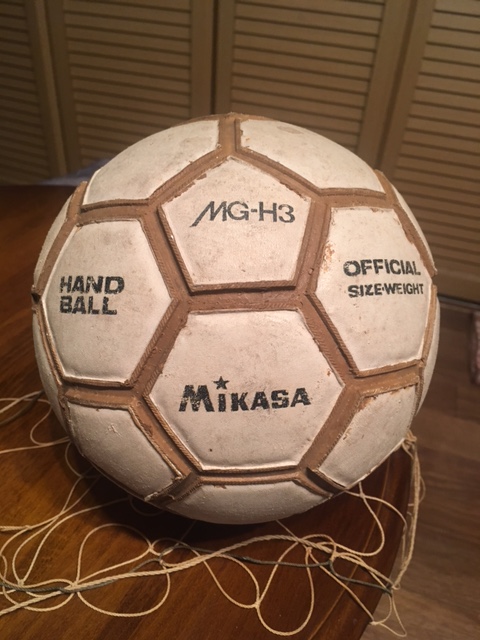 MG-H3
HAND
BALL
OFFICIAL
SIZE·WEIGHT
MIKASA